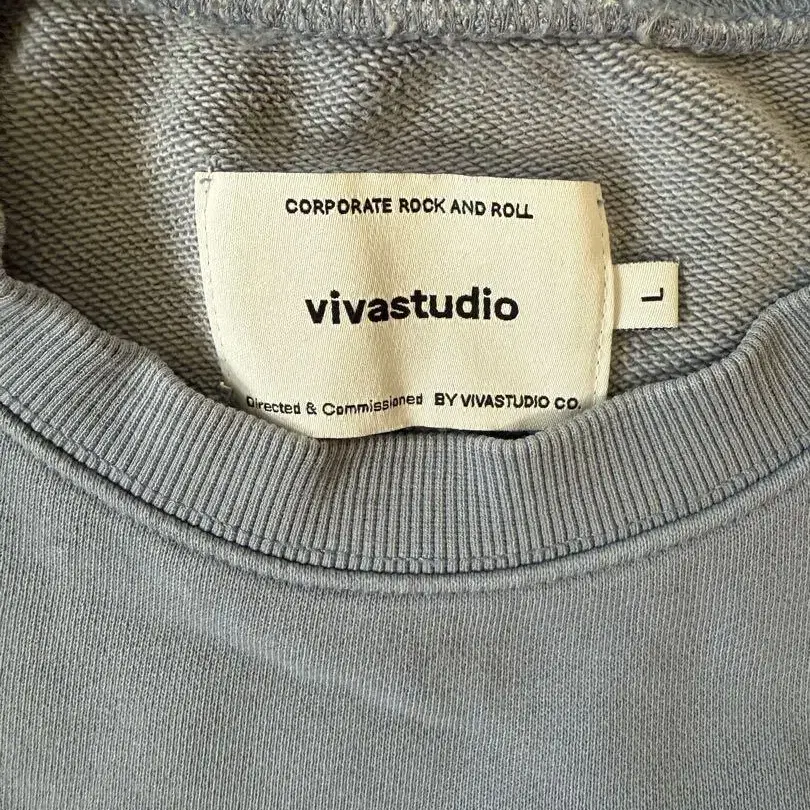 CORPORATE ROCK AND ROLL
vivastudio
L
Directed & Commissioned BY VIVASTUDIO CO.